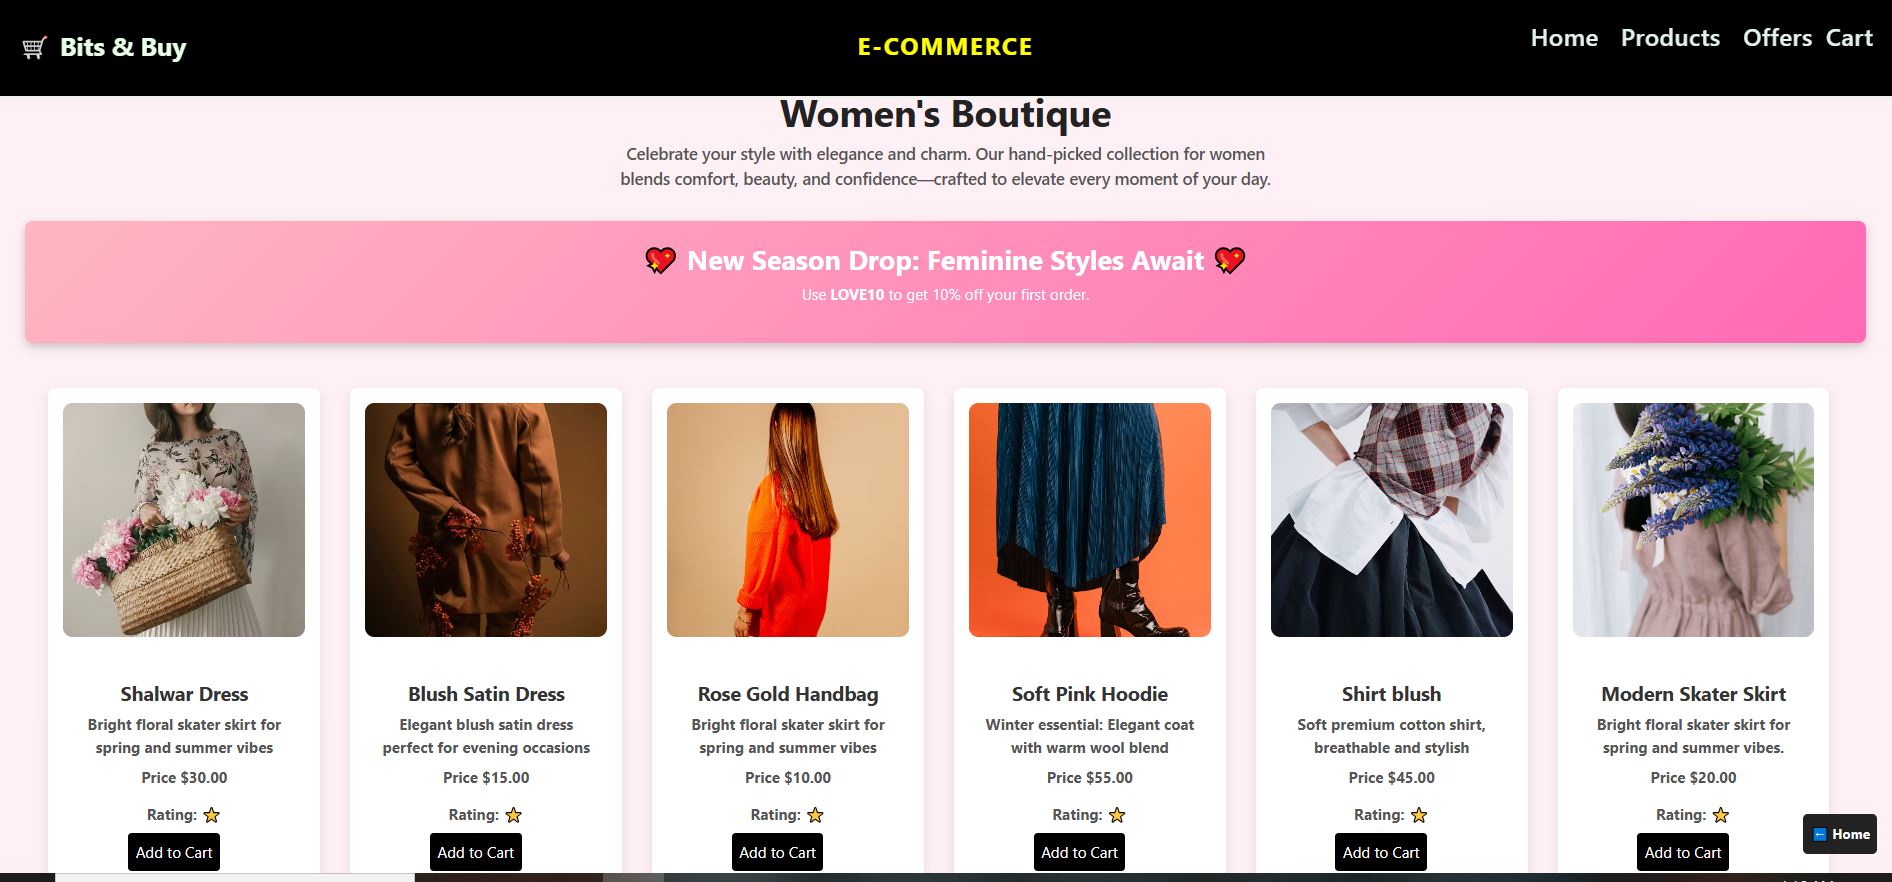 🛒 Bits & Buy
E-COMMERCE
Home Products Offers Cart
Women's Boutique
Celebrate your style with elegance and charm. Our hand-picked collection for women
blends comfort, beauty, and confidence—crafted to elevate every moment of your day.
💖 New Season Drop: Feminine Styles Await 💖
Use LOVE10 to get 10% off your first order.
Shalwar Dress
Bright floral skater skirt for
spring and summer vibes
Price $30.00
Rating: ⭐
Add to Cart
Blush Satin Dress
Elegant blush satin dress
perfect for evening occasions
Price $15.00
Rating: ⭐
Add to Cart
Rose Gold Handbag
Bright floral skater skirt for
spring and summer vibes
Price $10.00
Rating: ⭐
Add to Cart
Soft Pink Hoodie
Winter essential: Elegant coat
with warm wool blend
Price $55.00
Rating: ⭐
Add to Cart
Shirt blush
Soft premium cotton shirt,
breathable and stylish
Price $45.00
Rating: ⭐
Add to Cart
Modern Skater Skirt
Bright floral skater skirt for
spring and summer vibes.
Price $20.00
Rating: ⭐
Add to Cart
⬅ Home